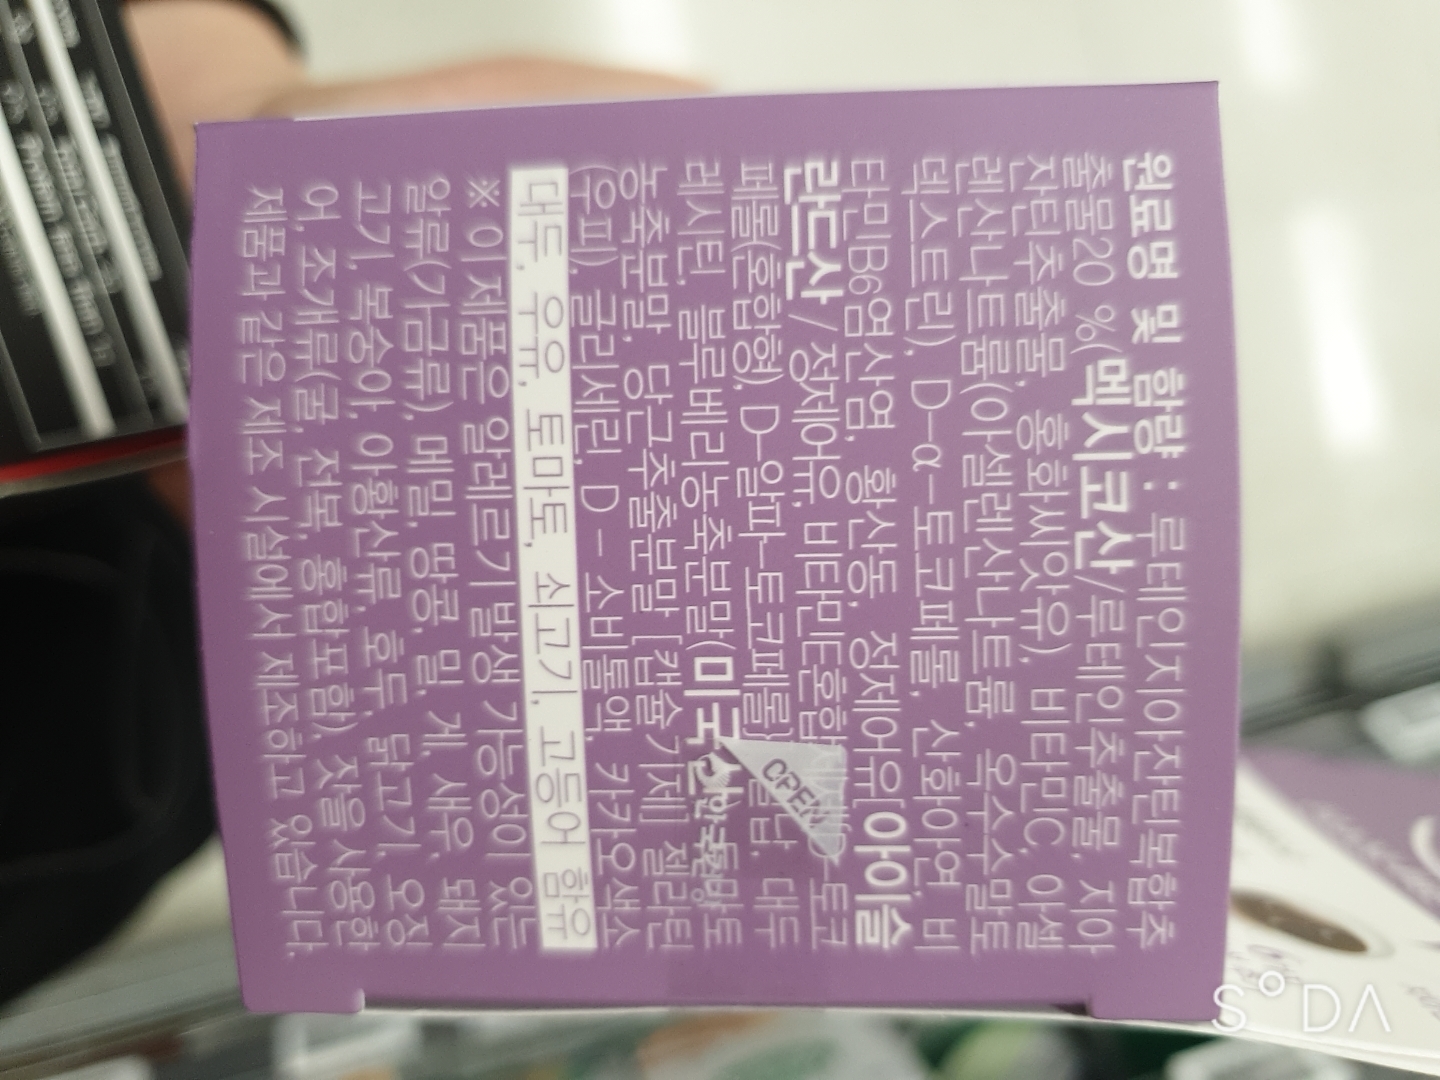 원료명 및 함량 : 루테인지아잔틴복합추
출물20 %(멕시코산/루테인추출물, 지아
잔틴추출물, 홍화씨앗유), 비타민C, 아셀
렌산나트륨(아셀렌산나트륨, 옥수수말토
덱스트린), D-α-토코페롤, 산화아연, 비
타민B6염산염, 황산동, 정제어유[아이슬
란드산 / 정제어유, 비타민E혼합제제{D-토코
페롤(혼합형), D-알파-토코페롤} 대두
레시틴, 블루베리농축분말(미국산), 토마토
농축분말, 당근추출분말 [캡슐기제] 젤라틴
(우피), 글리세린, D - 소비톨액, 카카오색소
대두, 우유, 토마토, 쇠고기, 고등어 함유
※ 이 제품은 알레르기 발생 가능성이 있는
알류(가금류), 메밀, 땅콩, 밀, 게, 새우, 돼지
고기, 복숭아, 아황산류, 호두, 닭고기, 오징
어, 조개류(굴, 전복, 홍합포함), 잣을 사용한
제품과 같은 제조 시설에서 제조하고 있습니다.
OPEN
안국건강